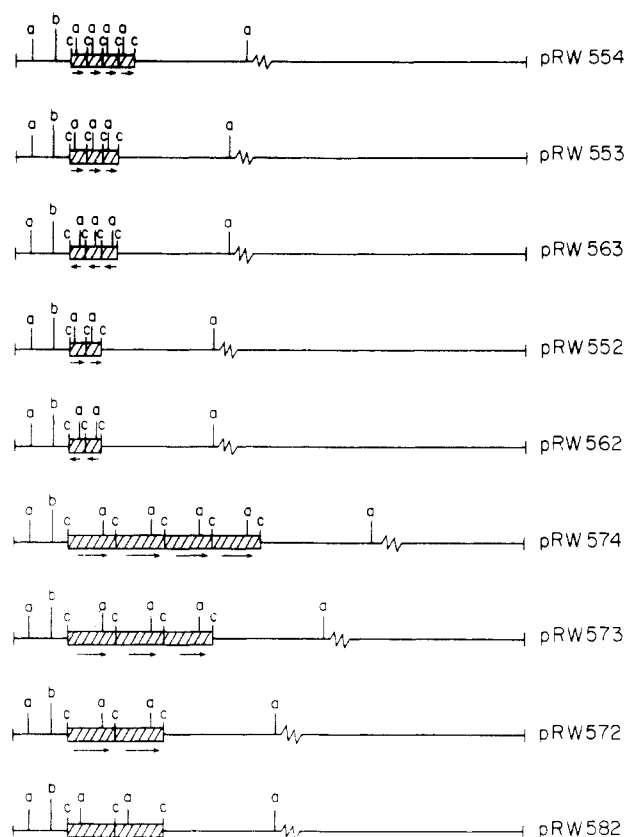 a b a a a a a
c c c c c
pRW 554
a b a a a a
c c c c
pRW 553
a b a a a a
c c c c
pRW 563
a b a a a
c c c
pRW 552
a b a a a
c c c
pRW 562
a b a a a a a
c c c c c
pRW 574
a b a a a a
c c c c
pRW 573
a b a a a
c c c
pRW 572
a b a a a
c c c
pRW 582